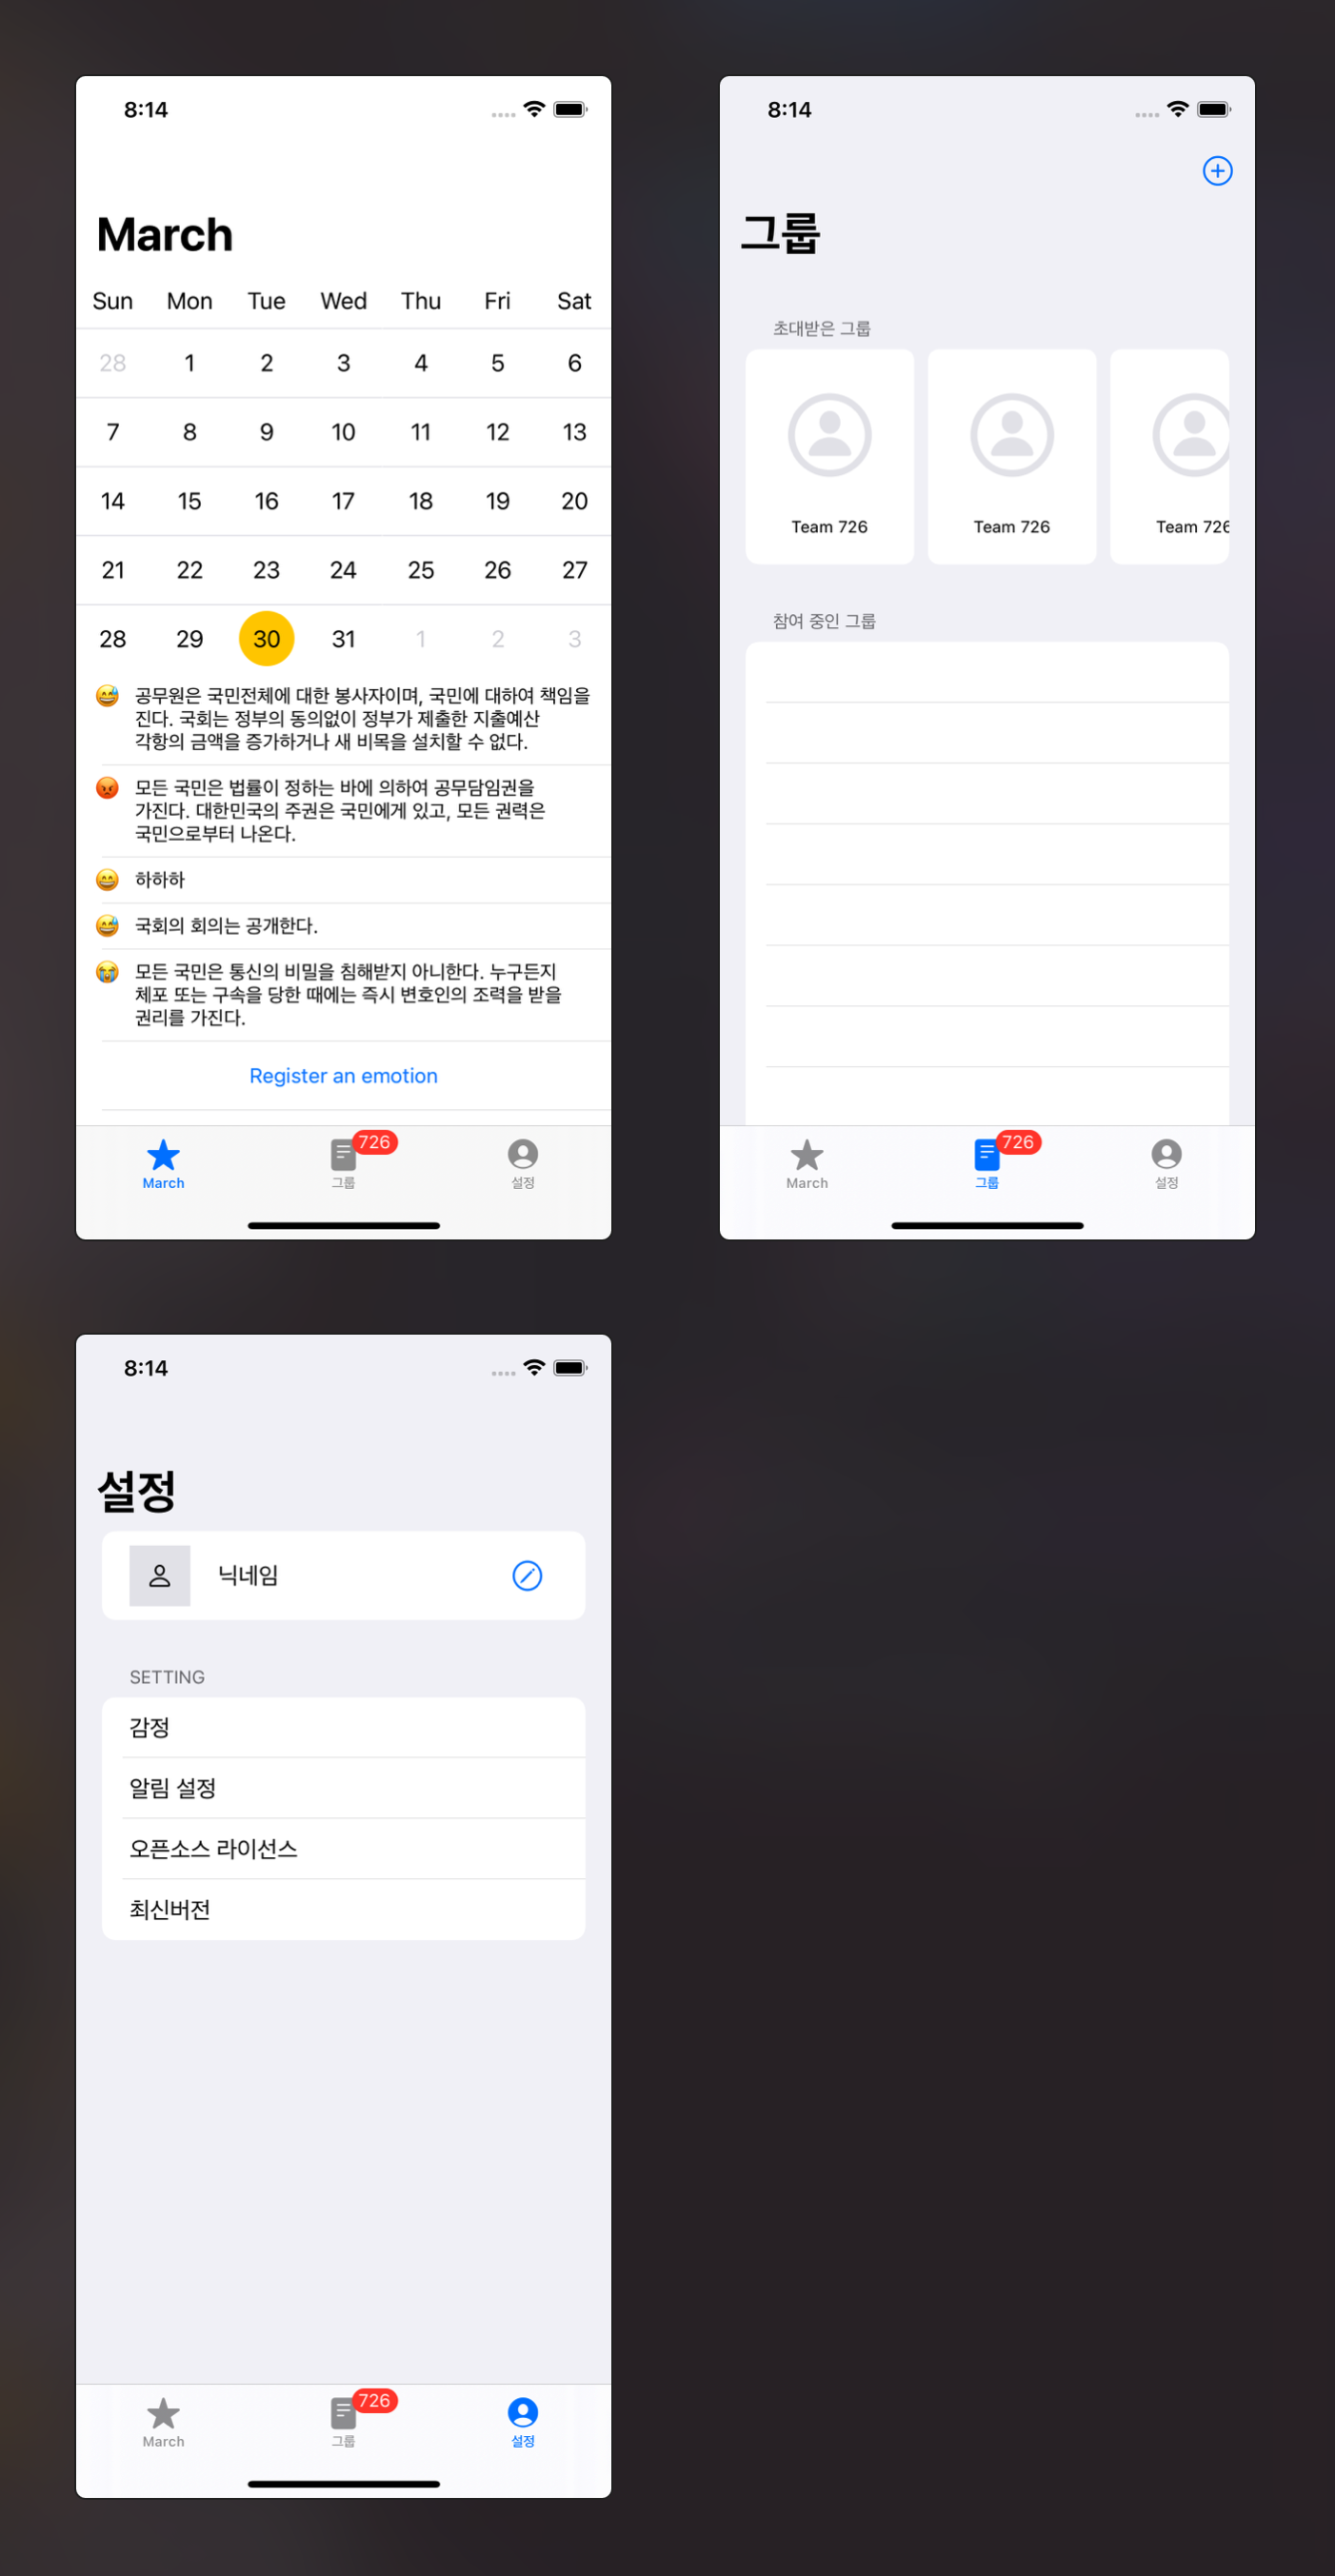 8:14
March
Sun Mon Tue Wed Thu Fri Sat
28 1 2 3 4 5 6
7 8 9 10 11 12 13
14 15 16 17 18 19 20
21 22 23 24 25 26 27
28 29 30 31 1 2 3
😅 공무원은 국민전체에 대한 봉사자이며, 국민에 대하여 책임을
진다. 국회는 정부의 동의없이 정부가 제출한 지출예산
각항의 금액을 증가하거나 새 비목을 설치할 수 없다.
😡 모든 국민은 법률이 정하는 바에 의하여 공무담임권을
가진다. 대한민국의 주권은 국민에게 있고, 모든 권력은
국민으로부터 나온다.
😄 하하하
😅 국회의 회의는 공개한다.
😭 모든 국민은 통신의 비밀을 침해받지 아니한다. 누구든지
체포 또는 구속을 당한 때에는 즉시 변호인의 조력을 받을
권리를 가진다.
Register an emotion
726
March 그룹 설정
8:14
그룹
초대받은 그룹
Team 726 Team 726 Team 726
참여 중인 그룹
726
March 그룹 설정
8:14
설정
닉네임
SETTING
감정
알림 설정
오픈소스 라이선스
최신버전
726
March 그룹 설정